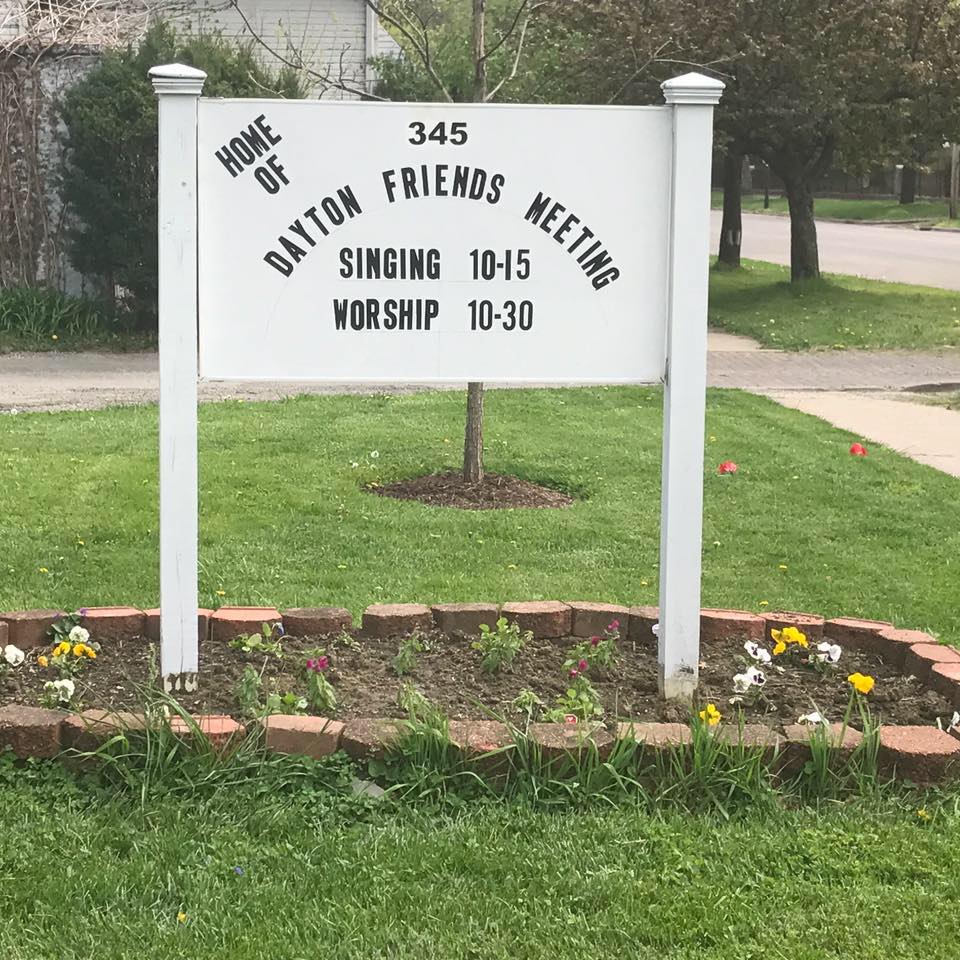 345
HOME
OF
DAYTON FRIENDS MEETING
SINGING 10-15
WORSHIP 10-30